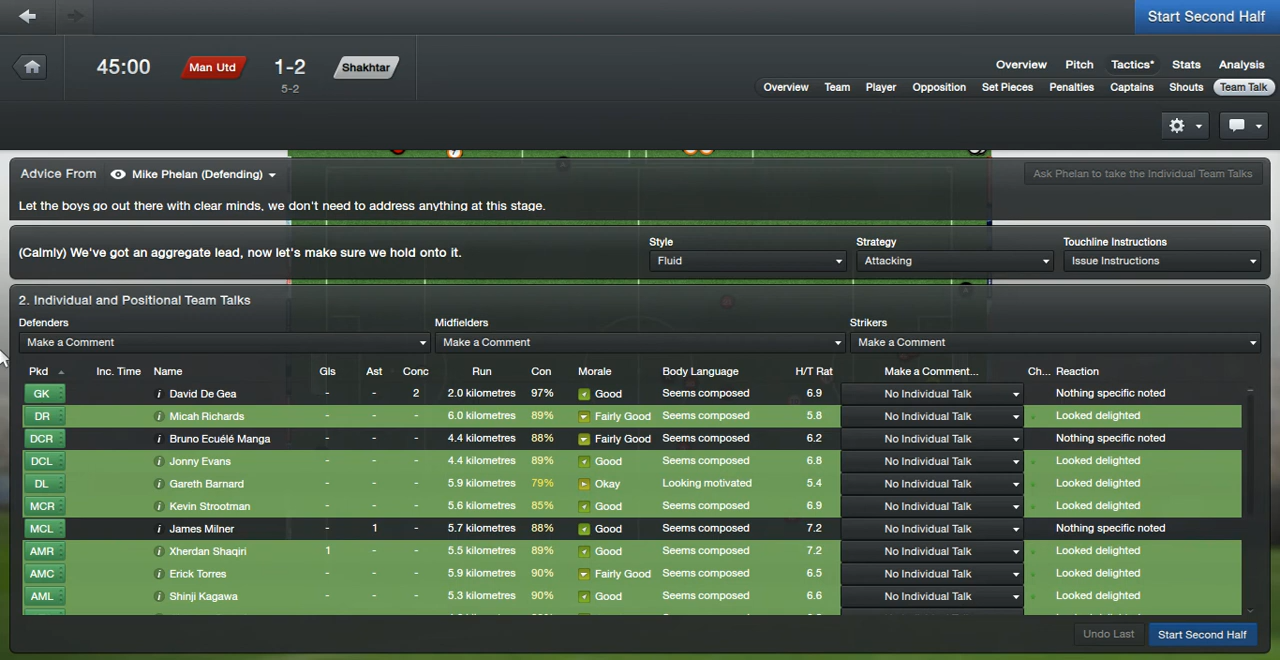 Start Second Half
45:00 Man Utd 1-2 Shakhtar
5-2
Overview Pitch Tactics* Stats Analysis
Overview Team Player Opposition Set Pieces Penalties Captains Shouts Team Talk
Advice From Mike Phelan (Defending) Ask Phelan to take the Individual Team Talks
Let the boys go out there with clear minds, we don't need to address anything at this stage.
Style Strategy Touchline Instructions
(Calmly) We've got an aggregate lead, now let's make sure we hold onto it. Fluid Attacking Issue Instructions
2. Individual and Positional Team Talks
Defenders Midfielders Strikers
Make a Comment Make a Comment Make a Comment
Pkd Inc. Time Name Gls Ast Conc Run Con Morale Body Language H/T Rat Make a Comment... Ch... Reaction
GK i David De Gea - - 2 2.0 kilometres 97% Good Seems composed 6.9 No Individual Talk Nothing specific noted
DR i Micah Richards - - - 6.0 kilometres 89% Fairly Good Seems composed 5.8 No Individual Talk Looked delighted
DCR i Bruno Ecuélé Manga - - - 4.4 kilometres 88% Fairly Good Seems composed 6.2 No Individual Talk Nothing specific noted
DCL i Jonny Evans - - - 4.4 kilometres 89% Good Seems composed 6.8 No Individual Talk Looked delighted
DL i Gareth Barnard - - - 5.9 kilometres 79% Okay Looking motivated 5.4 No Individual Talk Looked delighted
MCR i Kevin Strootman - - - 5.6 kilometres 85% Good Seems composed 6.9 No Individual Talk Looked delighted
MCL i James Milner - 1 - 5.7 kilometres 88% Good Seems composed 7.2 No Individual Talk Nothing specific noted
AMR i Xherdan Shaqiri 1 - - 5.5 kilometres 89% Good Seems composed 7.2 No Individual Talk Looked delighted
AMC i Erick Torres - - - 5.9 kilometres 90% Fairly Good Seems composed 6.5 No Individual Talk Looked delighted
AML i Shinji Kagawa - - - 5.3 kilometres 90% Good Seems composed 6.6 No Individual Talk Looked delighted
Undo Last Start Second Half